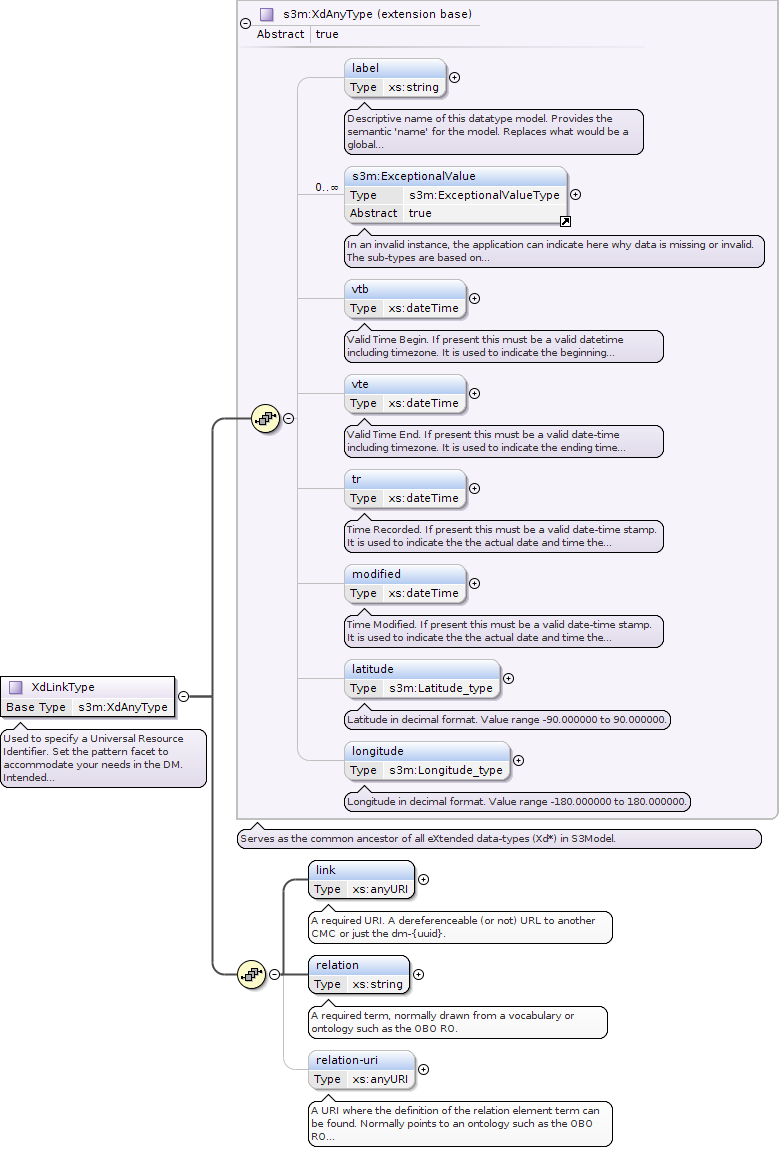 s3m:XdAnyType (extension base)
Abstract true
label
Type xs:string
Descriptive name of this datatype model. Provides the
semantic 'name' for the model. Replaces what would be a
global...
0..∞
s3m:ExceptionalValue
Type s3m:ExceptionalValueType
Abstract true
In an invalid instance, the application can indicate here why data is missing or invalid.
The sub-types are based on...
vtb
Type xs:dateTime
Valid Time Begin. If present this must be a valid datetime
including timezone. It is used to indicate the beginning...
vte
Type xs:dateTime
Valid Time End. If present this must be a valid date-time
including timezone. It is used to indicate the ending time...
tr
Type xs:dateTime
Time Recorded. If present this must be a valid date-time stamp.
It is used to indicate the the actual date and time the...
modified
Type xs:dateTime
Time Modified. If present this must be a valid date-time stamp.
It is used to indicate the the actual date and time the...
latitude
Type s3m:Latitude_type
Latitude in decimal format. Value range -90.000000 to 90.000000.
longitude
Type s3m:Longitude_type
Longitude in decimal format. Value range -180.000000 to 180.000000.
Serves as the common ancestor of all eXtended data-types (Xd*) in S3Model.
XdLinkType
Base Type s3m:XdAnyType
Used to specify a Universal Resource
Identifier. Set the pattern facet to
accommodate your needs in the DM.
Intended...
link
Type xs:anyURI
A required URI. A dereferenceable (or not) URL to another
CMC or just the dm-{uuid}.
relation
Type xs:string
A required term, normally drawn from a vocabulary or
ontology such as the OBO RO.
relation-uri
Type xs:anyURI
A URI where the definition of the relation element term can
be found. Normally points to an ontology such as the OBO
RO...